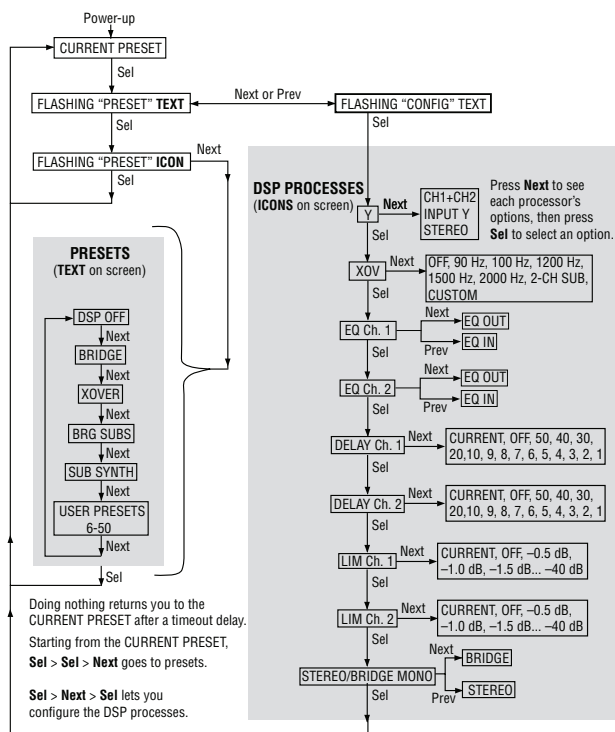 Power-up
CURRENT PRESET
Sel
FLASHING “PRESET” TEXT
Next or Prev
FLASHING “CONFIG” TEXT
Sel
Sel
FLASHING “PRESET” ICON
Next
Sel
PRESETS
(TEXT on screen)
DSP OFF
Next
BRIDGE
Next
XOVER
Next
BRG SUBS
Next
SUB SYNTH
Next
USER PRESETS
6-50
Next
Sel
Doing nothing returns you to the
CURRENT PRESET after a timeout delay.
Starting from the CURRENT PRESET,
Sel > Sel > Next goes to presets.
Sel > Next > Sel lets you
configure the DSP processes.
DSP PROCESSES
(ICONS on screen)
Y
Next
CH1+CH2
INPUT Y
STEREO
Press Next to see
each processor’s
options, then press
Sel to select an option.
Sel
XOV
Next
OFF, 90 Hz, 100 Hz, 1200 Hz,
1500 Hz, 2000 Hz, 2-CH SUB,
CUSTOM
Sel
EQ Ch. 1
Next
EQ OUT
Prev
EQ IN
Sel
EQ Ch. 2
Next
EQ OUT
Prev
EQ IN
Sel
DELAY Ch. 1
Next
CURRENT, OFF, 50, 40, 30,
20,10, 9, 8, 7, 6, 5, 4, 3, 2, 1
Sel
DELAY Ch. 2
Next
CURRENT, OFF, 50, 40, 30,
20,10, 9, 8, 7, 6, 5, 4, 3, 2, 1
Sel
LIM Ch. 1
Next
CURRENT, OFF, –0.5 dB,
–1.0 dB, –1.5 dB... –40 dB
Sel
LIM Ch. 2
Next
CURRENT, OFF, –0.5 dB,
–1.0 dB, –1.5 dB... –40 dB
Sel
STEREO/BRIDGE MONO
Next
BRIDGE
Prev
STEREO
Sel